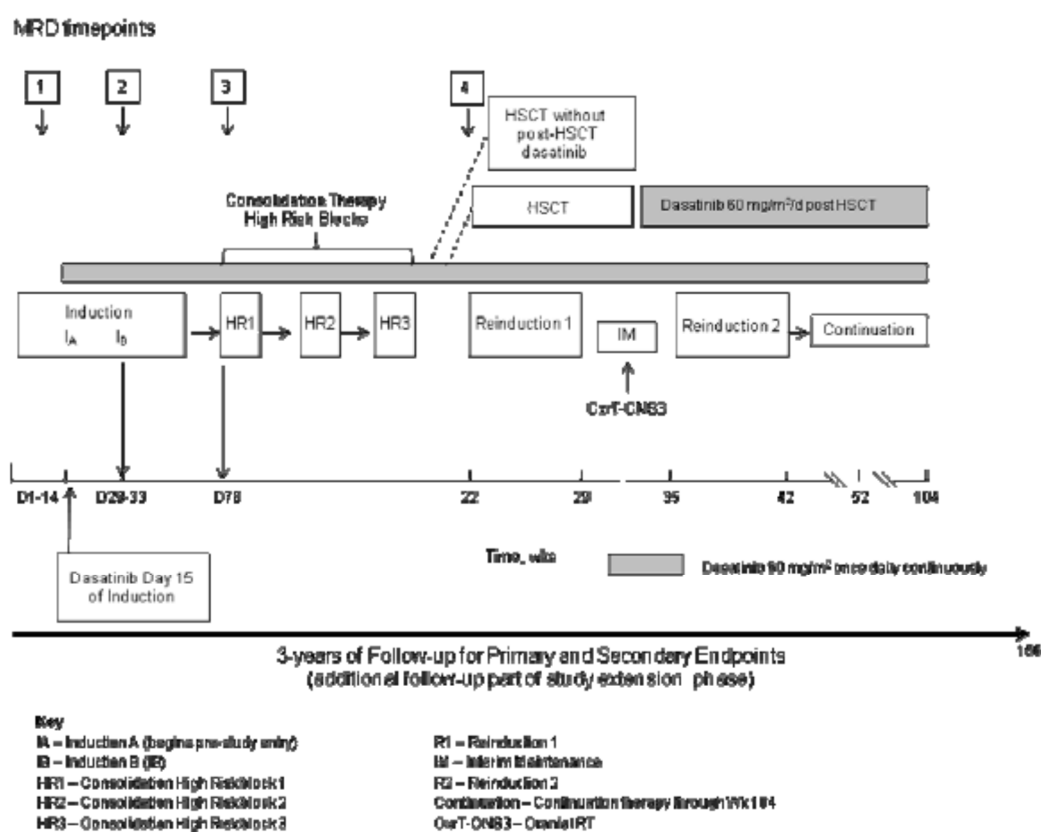 MRD timepoints
1
2
3
4
HSCT without
post-HSCT
dasatinib
Consolidation Therapy
High Risk Blocks
HSCT
Dasatinib 60 mg/m²/d post HSCT
Induction
I_A I_B
HR1
HR2
HR3
Reinduction 1
IM
Reinduction 2
Continuation
CzrT-CNS3
D1-14
D29-33
D78
22
29
35
42
52
104
Time, wks
Dasatinib 60 mg/m² once daily continuously
Dasatinib Day 15
of Induction
3-years of Follow-up for Primary and Secondary Endpoints
(additional follow-up part of study extension phase)
Key
IA – Induction A (begins pre-study entry)
IB – Induction B (IB)
HR1 – Consolidation High Risk block 1
HR2 – Consolidation High Risk block 2
HR3 – Consolidation High Risk block 3
R1 – Reinduction 1
IM – Interim Maintenance
R2 – Reinduction 2
Continuation – Continuation therapy through Wk 104
Cranial RT